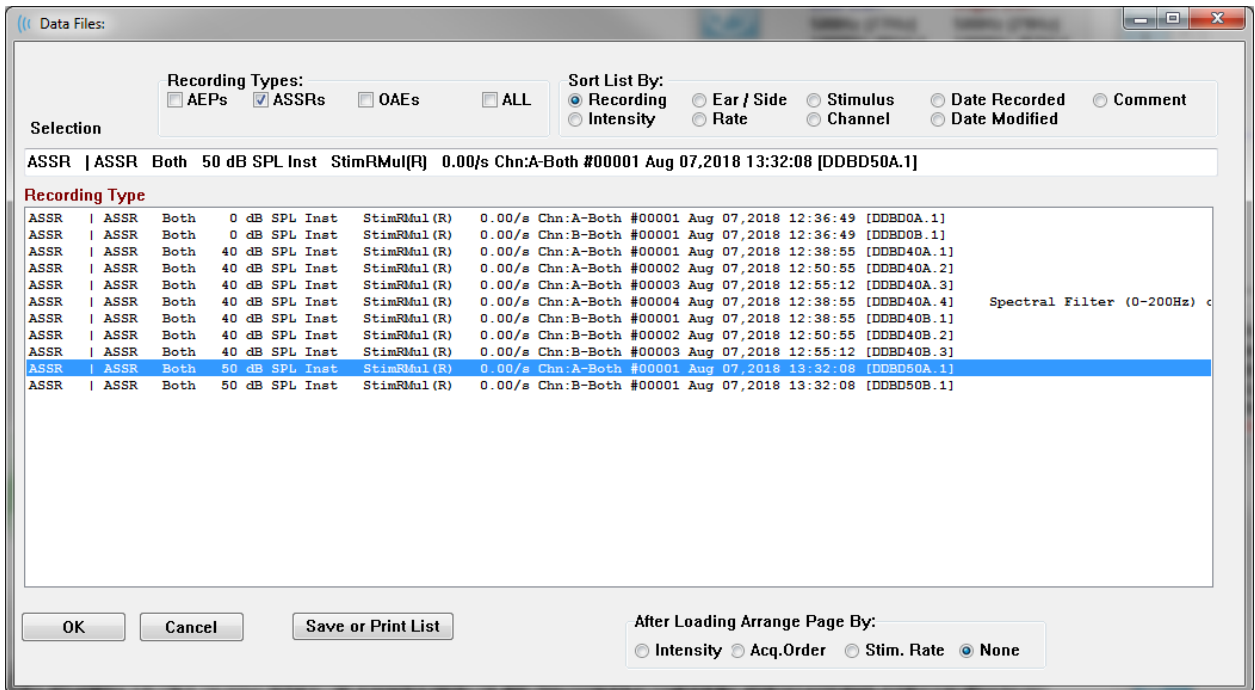 Data Files:
Recording Types:
AEPs ASSRs OAEs ALL
Sort List By:
Recording Ear / Side Stimulus Date Recorded Comment
Intensity Rate Channel Date Modified
Selection
ASSR | ASSR Both 50 dB SPL Inst StimRMul(R) 0.00/s Chn:A-Both #00001 Aug 07,2018 13:32:08 [DDBD50A.1]
Recording Type
ASSR | ASSR Both 0 dB SPL Inst StimRMul(R) 0.00/s Chn:A-Both #00001 Aug 07,2018 12:36:49 [DDBD0A.1]
ASSR | ASSR Both 0 dB SPL Inst StimRMul(R) 0.00/s Chn:B-Both #00001 Aug 07,2018 12:36:49 [DDBD0B.1]
ASSR | ASSR Both 40 dB SPL Inst StimRMul(R) 0.00/s Chn:A-Both #00001 Aug 07,2018 12:38:55 [DDBD40A.1]
ASSR | ASSR Both 40 dB SPL Inst StimRMul(R) 0.00/s Chn:A-Both #00002 Aug 07,2018 12:50:55 [DDBD40A.2]
ASSR | ASSR Both 40 dB SPL Inst StimRMul(R) 0.00/s Chn:A-Both #00003 Aug 07,2018 12:55:12 [DDBD40A.3]
ASSR | ASSR Both 40 dB SPL Inst StimRMul(R) 0.00/s Chn:A-Both #00004 Aug 07,2018 12:38:55 [DDBD40A.4] Spectral Filter (0-200Hz)
ASSR | ASSR Both 40 dB SPL Inst StimRMul(R) 0.00/s Chn:B-Both #00001 Aug 07,2018 12:38:55 [DDBD40B.1]
ASSR | ASSR Both 40 dB SPL Inst StimRMul(R) 0.00/s Chn:B-Both #00002 Aug 07,2018 12:50:55 [DDBD40B.2]
ASSR | ASSR Both 40 dB SPL Inst StimRMul(R) 0.00/s Chn:B-Both #00003 Aug 07,2018 12:55:12 [DDBD40B.3]
ASSR | ASSR Both 50 dB SPL Inst StimRMul(R) 0.00/s Chn:A-Both #00001 Aug 07,2018 13:32:08 [DDBD50A.1]
ASSR | ASSR Both 50 dB SPL Inst StimRMul(R) 0.00/s Chn:B-Both #00001 Aug 07,2018 13:32:08 [DDBD50B.1]
OK Cancel Save or Print List
After Loading Arrange Page By:
Intensity Acq.Order Stim. Rate None